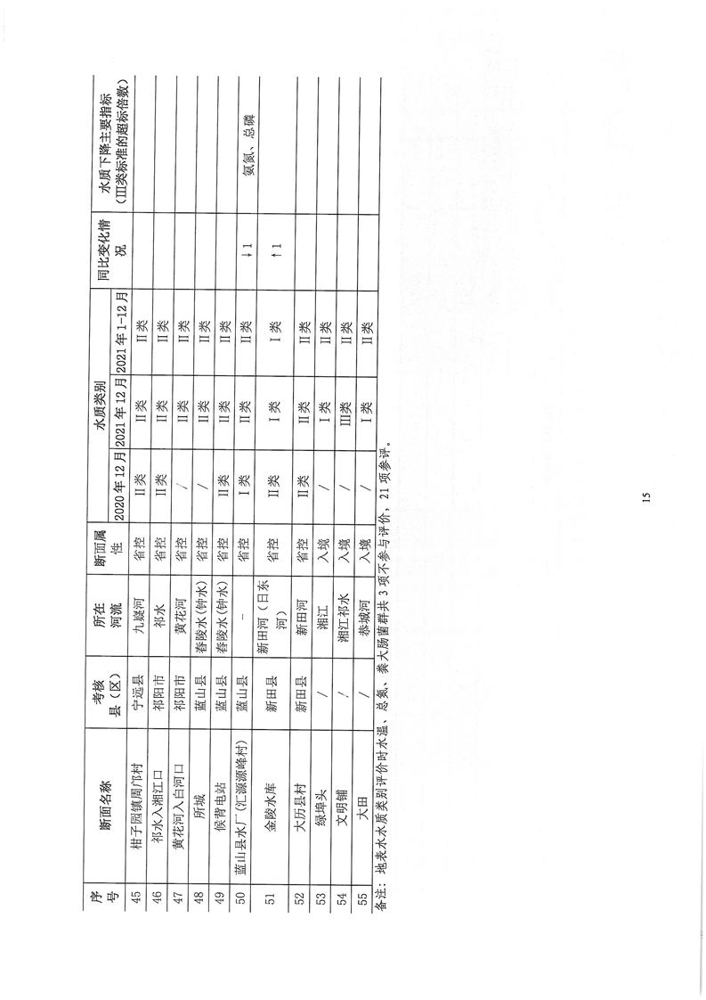 序号 断面名称 考核县（区） 所在河流 断面属性 水质类别 同比变化情况 水质下降主要指标（III类标准的超标倍数）
2020年12月 2021年12月 2021年1-12月
45 柑子园镇周邝村 宁远县 九嶷河 省控 II类 II类 II类
46 祁水入湘江口 祁阳市 祁水 省控 II类 II类 II类
47 黄花河入白河口 祁阳市 黄花河 省控 / II类 II类
48 所城 蓝山县 舂陵水(钟水) 省控 / II类 II类
49 候背电站 蓝山县 舂陵水(钟水) 省控 II类 II类 II类
50 蓝山县水厂(汇源源峰村) 蓝山县 - 省控 I类 II类 II类 ↓1 氨氮、总磷
51 金陵水库 新田县 新田河（日东河） 省控 II类 I类 I类 ↑1
52 大历县村 新田县 新田河 省控 II类 II类 II类
53 绿埠头 / 湘江 入境 / I类 II类
54 文明铺 / 湘江祁水 入境 / III类 II类
55 大田 / 恭城河 入境 / I类 II类
备注：地表水水质类别评价时水温、总氮、粪大肠菌群共3项不参与评价，21项参评。
15